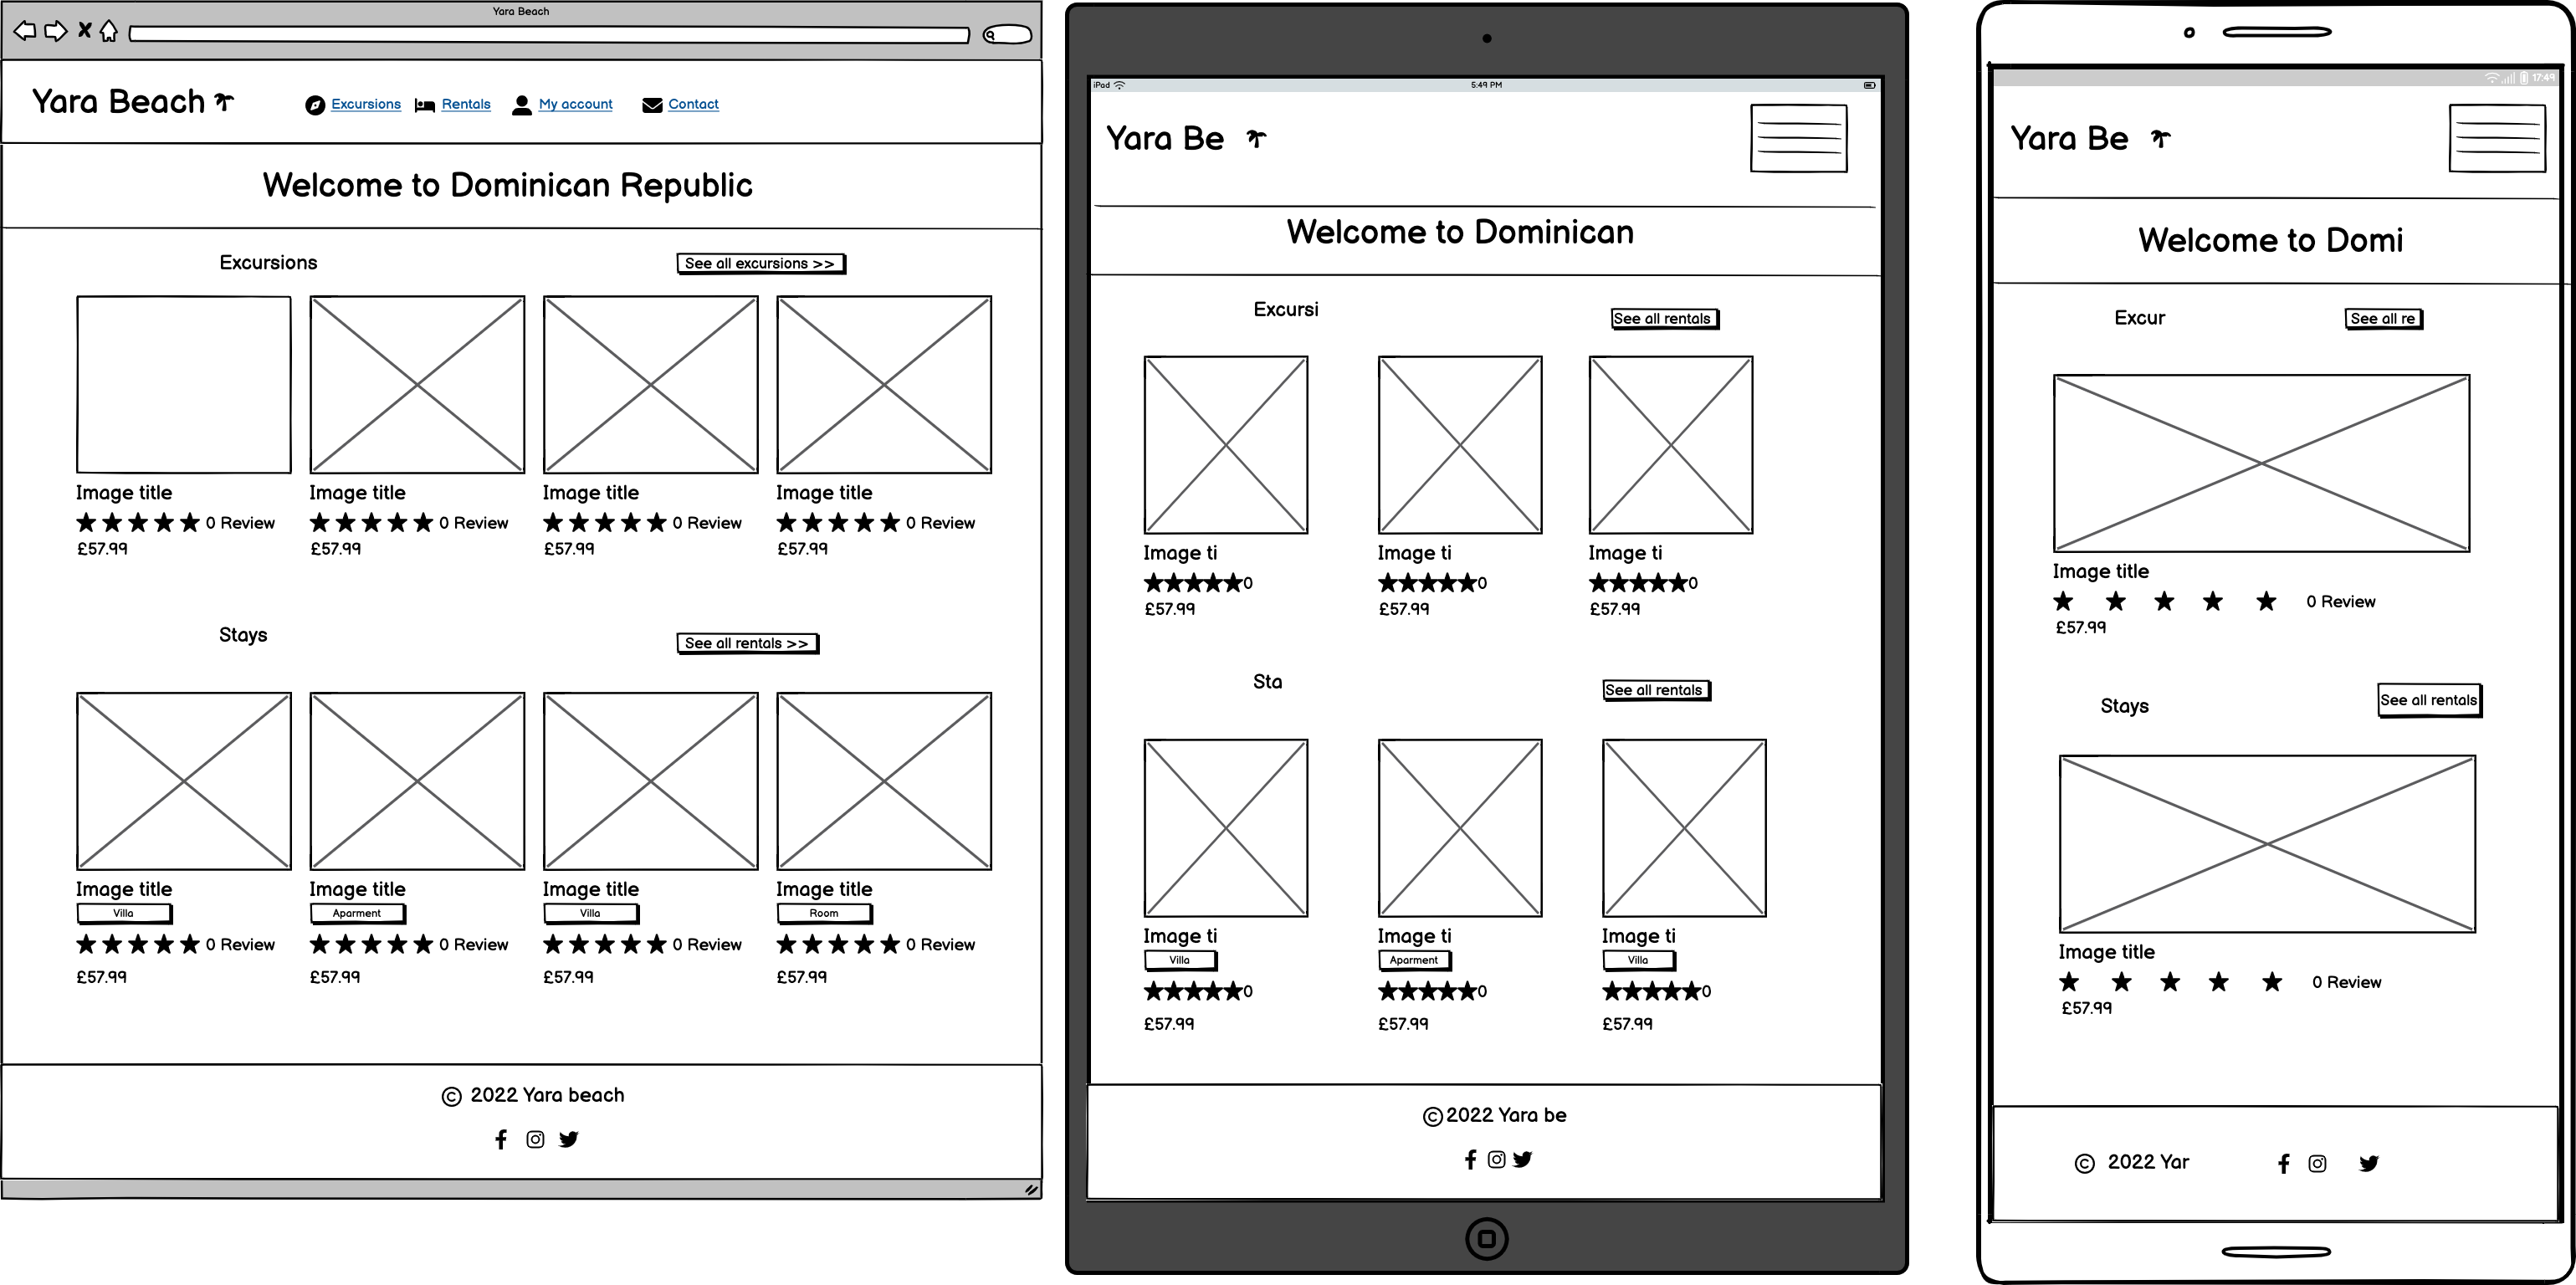 Yara Beach
Yara Beach
Excursions Rentals My account Contact
Welcome to Dominican Republic
Excursions See all excursions >>
Image title Image title Image title Image title
0 Review 0 Review 0 Review 0 Review
£57.99 £57.99 £57.99 £57.99
Stays See all rentals >>
Image title Image title Image title Image title
Villa Aparment Villa Room
0 Review 0 Review 0 Review 0 Review
£57.99 £57.99 £57.99 £57.99
© 2022 Yara beach
iPad 5:49 PM
Yara Be
Welcome to Dominican
Excursi See all rentals
Image ti Image ti Image ti
0 0 0
£57.99 £57.99 £57.99
Sta See all rentals
Image ti Image ti Image ti
Villa Aparment Villa
0 0 0
£57.99 £57.99 £57.99
© 2022 Yara be
17:49
Yara Be
Welcome to Domi
Excur See all re
Image title
0 Review
£57.99
Stays See all rentals
Image title
0 Review
£57.99
© 2022 Yar